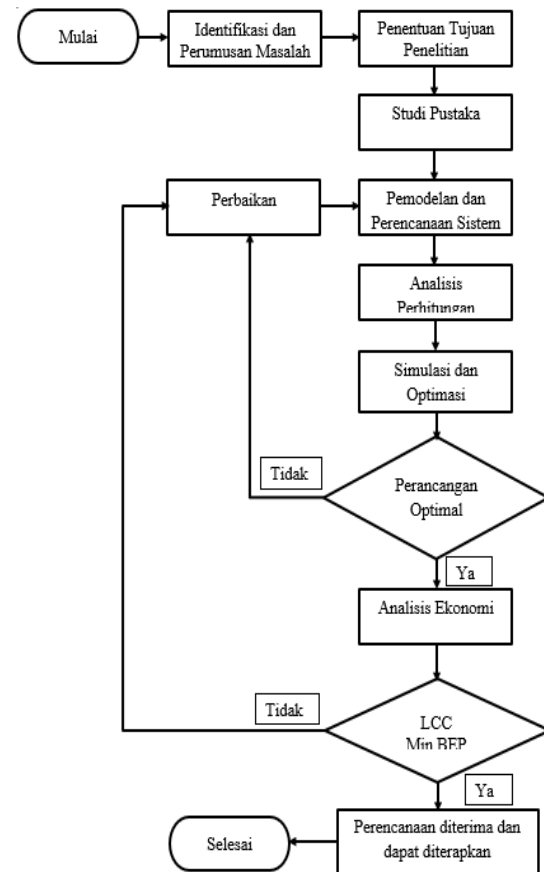 Mulai
Identifikasi dan
Perumusan Masalah
Penentuan Tujuan
Penelitian
Studi Pustaka
Perbaikan
Pemodelan dan
Perencanaan Sistem
Analisis
Perhitungan
Simulasi dan
Optimasi
Tidak
Perancangan
Optimal
Ya
Analisis Ekonomi
Tidak
LCC
Min BEP
Ya
Perencanaan diterima dan
dapat diterapkan
Selesai